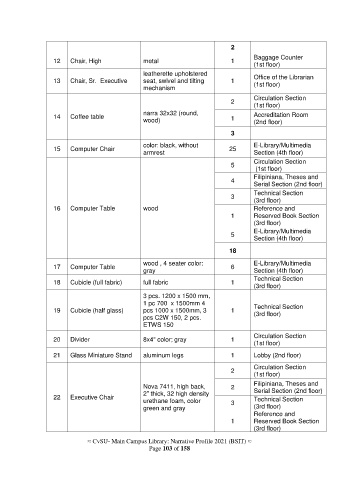 2
12 Chair, High metal 1 Baggage Counter
(1st floor)
13 Chair, Sr. Executive leatherette upholstered
seat, swivel and tilting
mechanism 1 Office of the Librarian
(1st floor)
14 Coffee table narra 32x32 (round,
wood) 2 Circulation Section
(1st floor)
1 Accreditation Room
(2nd floor)
3
15 Computer Chair color: black, without
armrest 25 E-Library/Multimedia
Section (4th floor)
16 Computer Table wood 5 Circulation Section
(1st floor)
4 Filipiniana, Theses and
Serial Section (2nd floor)
3 Technical Section
(3rd floor)
1 Reference and
Reserved Book Section
(3rd floor)
5 E-Library/Multimedia
Section (4th floor)
18
17 Computer Table wood , 4 seater color:
gray 6 E-Library/Multimedia
Section (4th floor)
18 Cubicle (full fabric) full fabric 1 Technical Section
(3rd floor)
19 Cubicle (half glass) 3 pcs. 1200 x 1500 mm,
1 pc 700 x 1500mm 4
pcs 1000 x 1500mm, 3
pcs C2W 150, 2 pcs.
ETWS 150 1 Technical Section
(3rd floor)
20 Divider 8x4" color: gray 1 Circulation Section
(1st floor)
21 Glass Miniature Stand aluminum legs 1 Lobby (2nd floor)
22 Executive Chair Nova 7411, high back,
2" thick, 32 high density
urethane foam, color
green and gray 2 Circulation Section
(1st floor)
2 Filipiniana, Theses and
Serial Section (2nd floor)
3 Technical Section
(3rd floor)
1 Reference and
Reserved Book Section
(3rd floor)
≈ CvSU- Main Campus Library: Narrative Profile 2021 (BSIT) ≈
Page 103 of 158